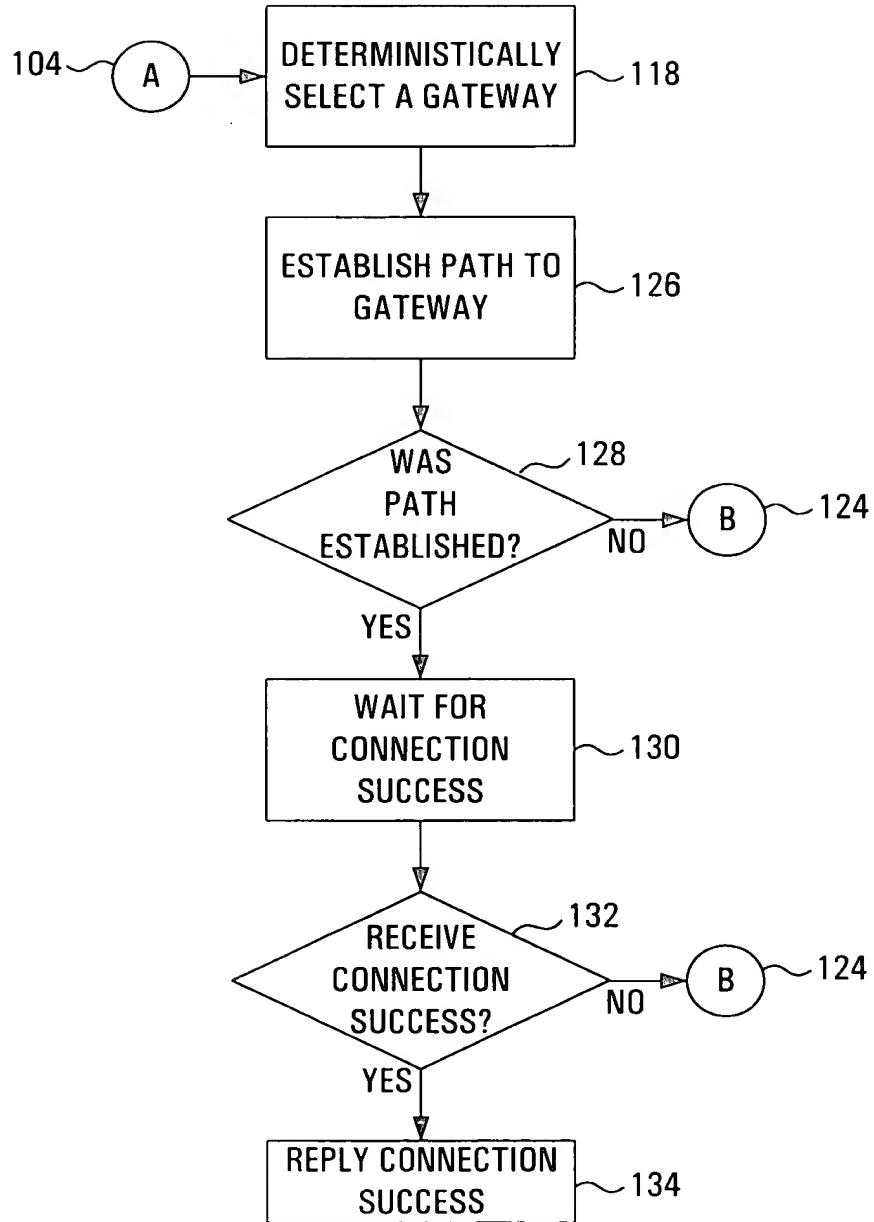 104
A
DETERMINISTICALLY
SELECT A GATEWAY
118
ESTABLISH PATH TO
GATEWAY
126
WAS
PATH
ESTABLISHED?
128
NO
B
124
YES
WAIT FOR
CONNECTION
SUCCESS
130
RECEIVE
CONNECTION
SUCCESS?
132
NO
B
124
YES
REPLY CONNECTION
SUCCESS
134